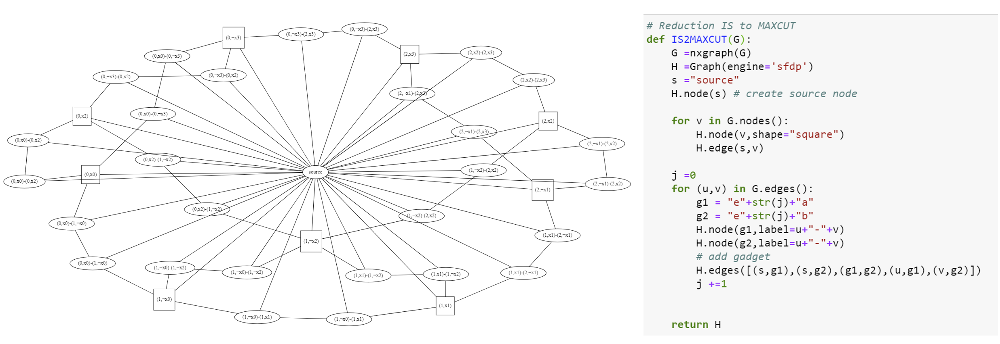 (0,¬x3)
(0,¬x3)-(2,x3)
(0,¬x3)-(2,x3)
(0,x0)-(0,¬x3)
(2,x3)
(2,x2)-(2,x3)
(0,¬x3)-(0,x2)
(0,¬x3)-(0,x2)
(2,x2)-(2,x3)
(2,¬x1)-(2,x3)
(0,x2)
(0,x0)-(0,¬x3)
(2,x2)
(2,¬x1)-(2,x3)
(0,x0)-(0,x2)
(2,¬x1)-(2,x2)
(0,x2)-(1,¬x2)
(0,x0)
source
(1,¬x2)-(2,x2)
(0,x0)-(0,x2)
(2,¬x1)
(2,¬x1)-(2,x2)
(0,x2)-(1,¬x2)
(1,¬x2)-(2,x2)
(0,x0)-(1,¬x0)
(1,x1)-(2,¬x1)
(1,¬x2)
(0,x0)-(1,¬x0)
(1,¬x0)-(1,¬x2)
(1,¬x0)-(1,¬x2)
(1,x1)-(1,¬x2)
(1,x1)-(1,¬x2)
(1,x1)-(2,¬x1)
(1,¬x0)
(1,x1)
(1,¬x0)-(1,x1)
(1,¬x0)-(1,x1)
# Reduction IS to MAXCUT
def IS2MAXCUT(G):
    G =nxgraph(G)
    H =Graph(engine='sfdp')
    s ="source"
    H.node(s) # create source node
    for v in G.nodes():
        H.node(v,shape="square")
        H.edge(s,v)
    j =0
    for (u,v) in G.edges():
        g1 = "e"+str(j)+"a"
        g2 = "e"+str(j)+"b"
        H.node(g1,label=u+"-"+v)
        H.node(g2,label=u+"-"+v)
        # add gadget
        H.edges([(s,g1),(s,g2),(g1,g2),(u,g1),(v,g2)])
        j +=1
    return H